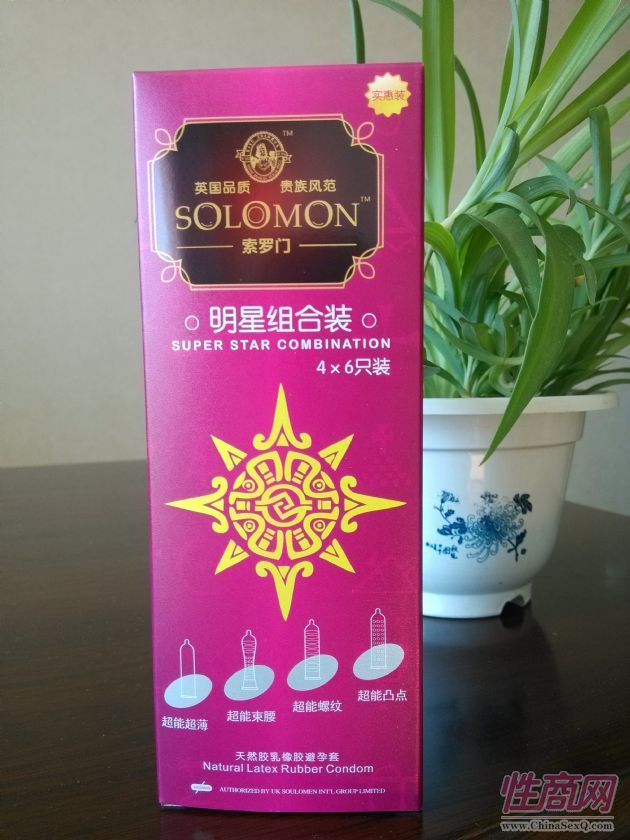 实惠装
TM
英国品质 贵族风范
SOLOMON TM
索罗门
明星组合装
SUPER STAR COMBINATION
4×6只装
超能超薄
超能束腰
超能螺纹
超能凸点
天然胶乳橡胶避孕套
Natural Latex Rubber Condom
AUTHORIZED BY UK SOULOMEN INT'L GROUP LIMITED
性商网
www.ChinaSexQ.com